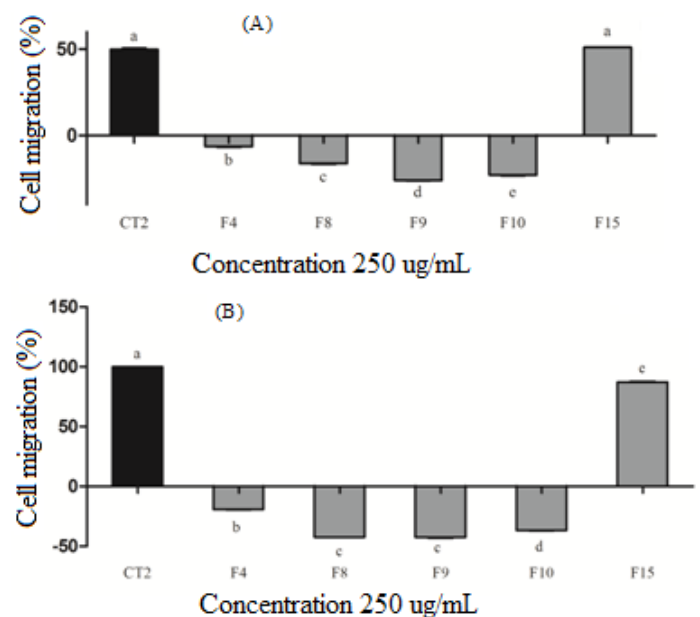 (A)
Cell migration (%)
50
0
a
b
c
d
e
a
CT2 F4 F8 F9 F10 F15
Concentration 250 ug/mL
(B)
Cell migration (%)
150
100
50
0
-50
a
b
c
c
d
e
CT2 F4 F8 F9 F10 F15
Concentration 250 ug/mL